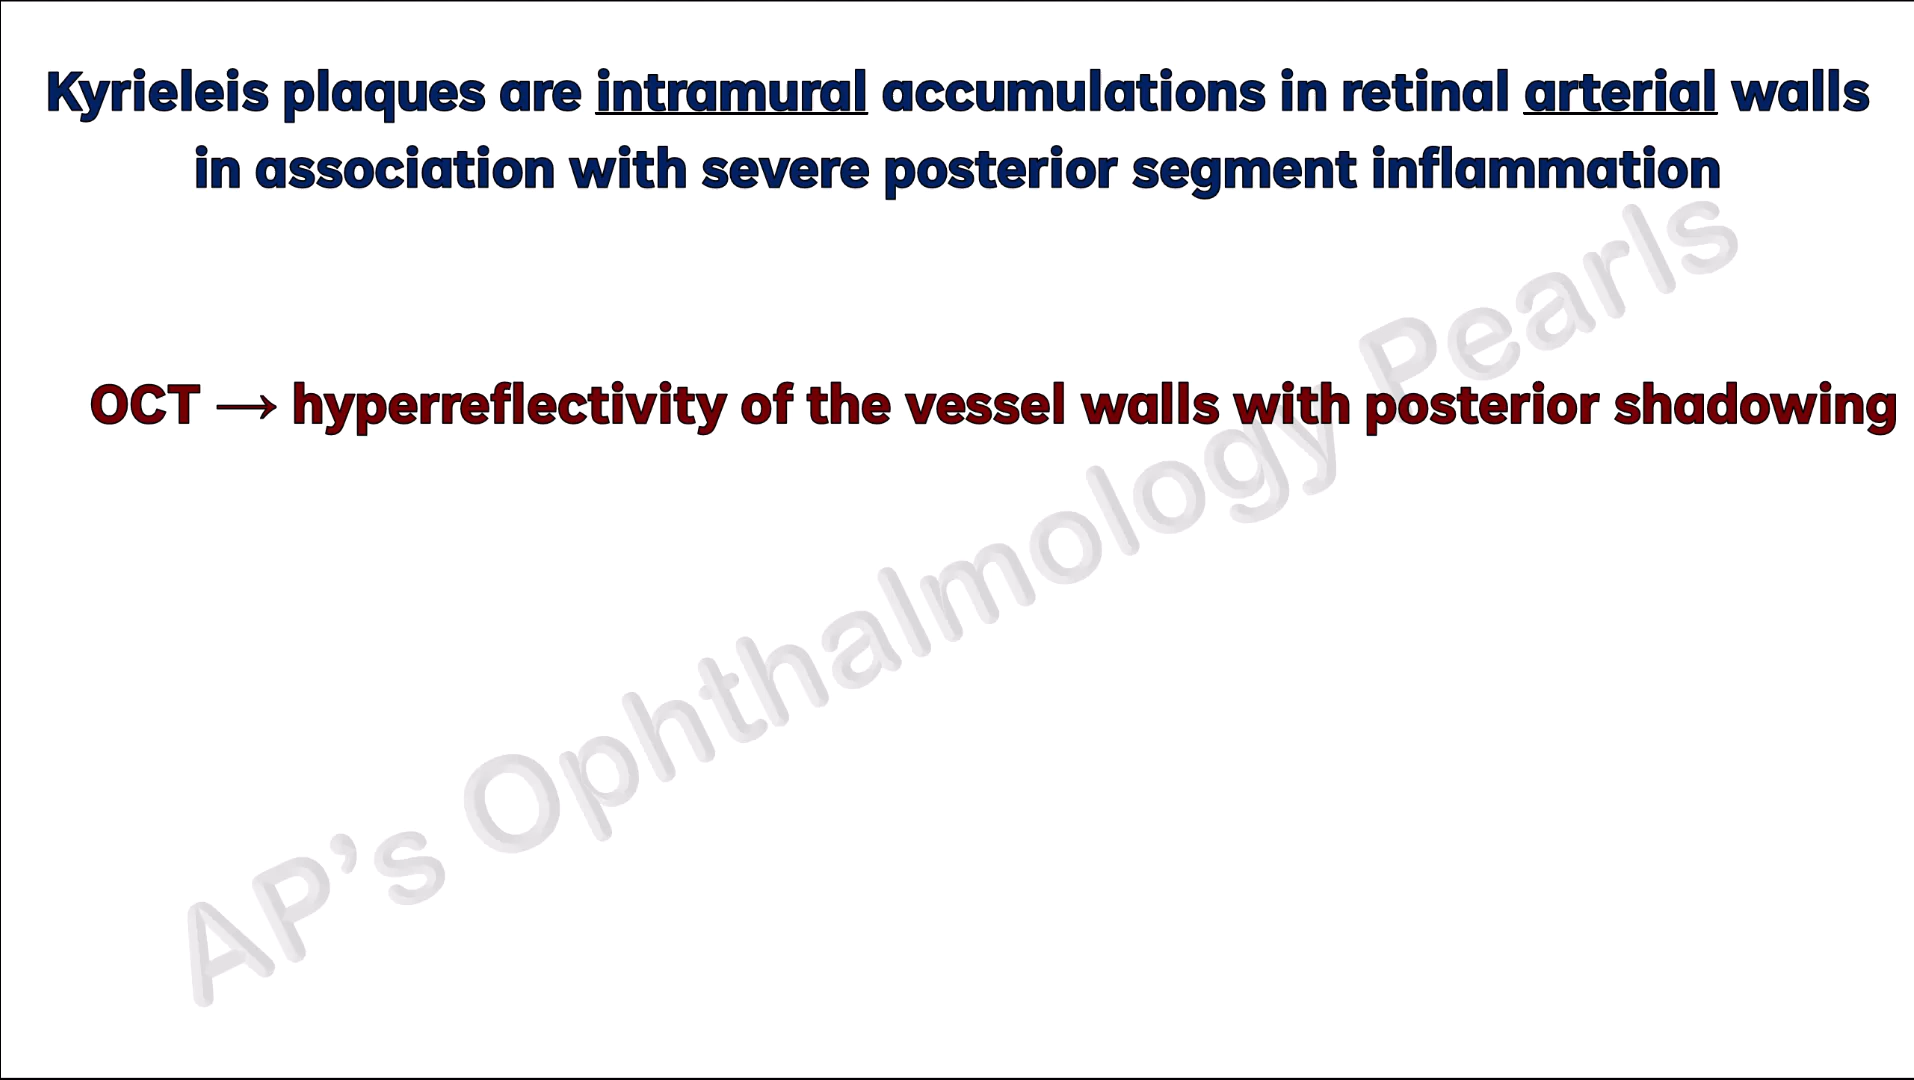 Kyrieleis plaques are intramural accumulations in retinal arterial walls
in association with severe posterior segment inflammation
OCT → hyperreflectivity of the vessel walls with posterior shadowing
AP's Ophthalmology Pearls